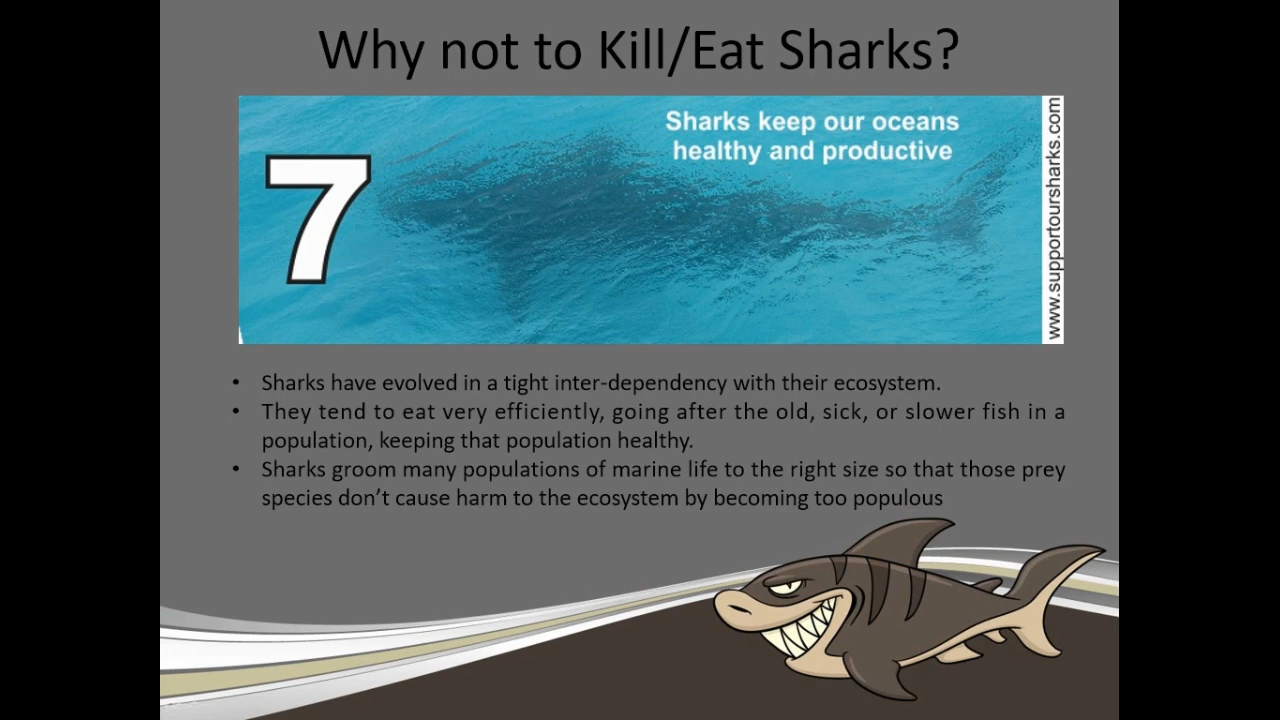 Why not to Kill/Eat Sharks?
Sharks keep our oceans
healthy and productive
7
www.supportoursharks.com
• Sharks have evolved in a tight inter-dependency with their ecosystem.
• They tend to eat very efficiently, going after the old, sick, or slower fish in a
population, keeping that population healthy.
• Sharks groom many populations of marine life to the right size so that those prey
species don’t cause harm to the ecosystem by becoming too populous